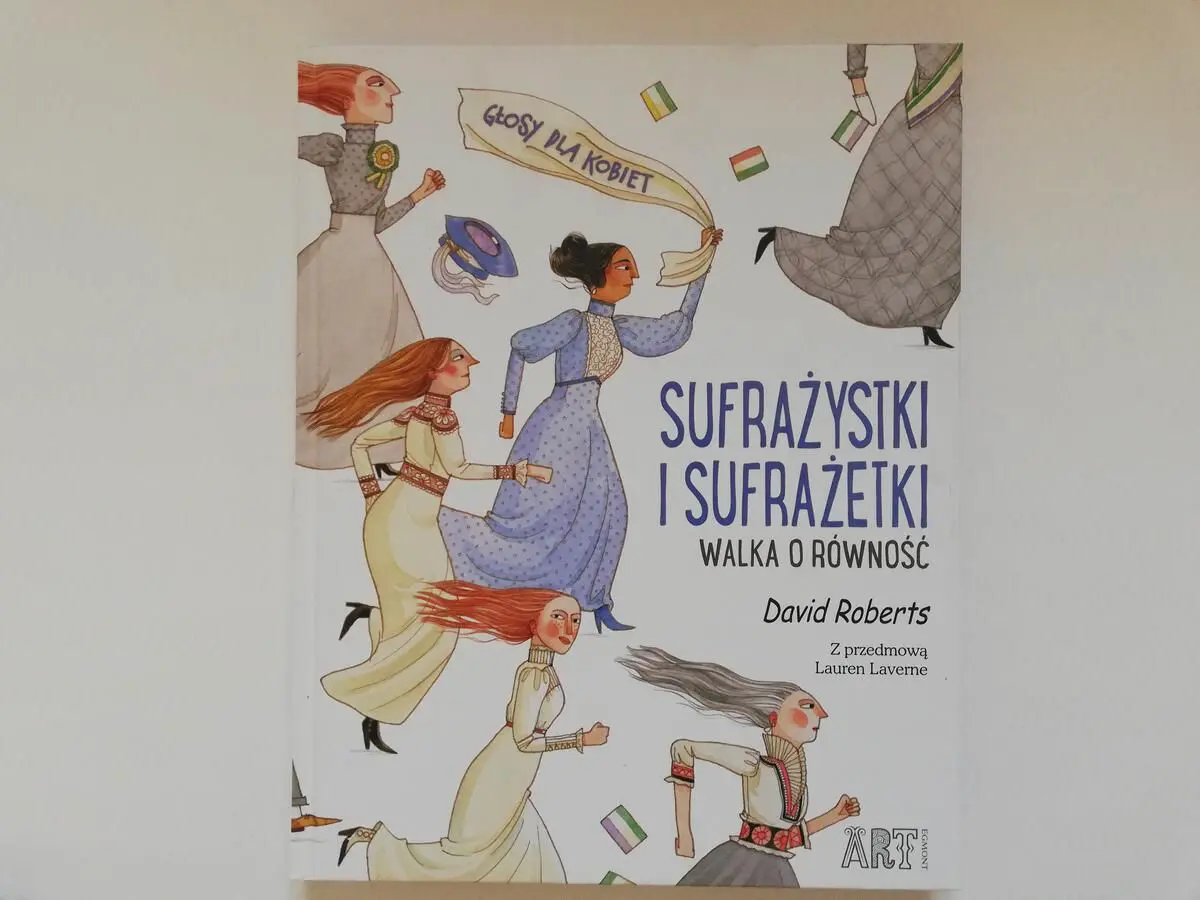 GŁOSY DLA KOBIET
SUFRAŻYSTKI
I SUFRAŻETKI
WALKA O RÓWNOŚĆ
David Roberts
Z przedmową
Lauren Laverne
ART
EGMONT